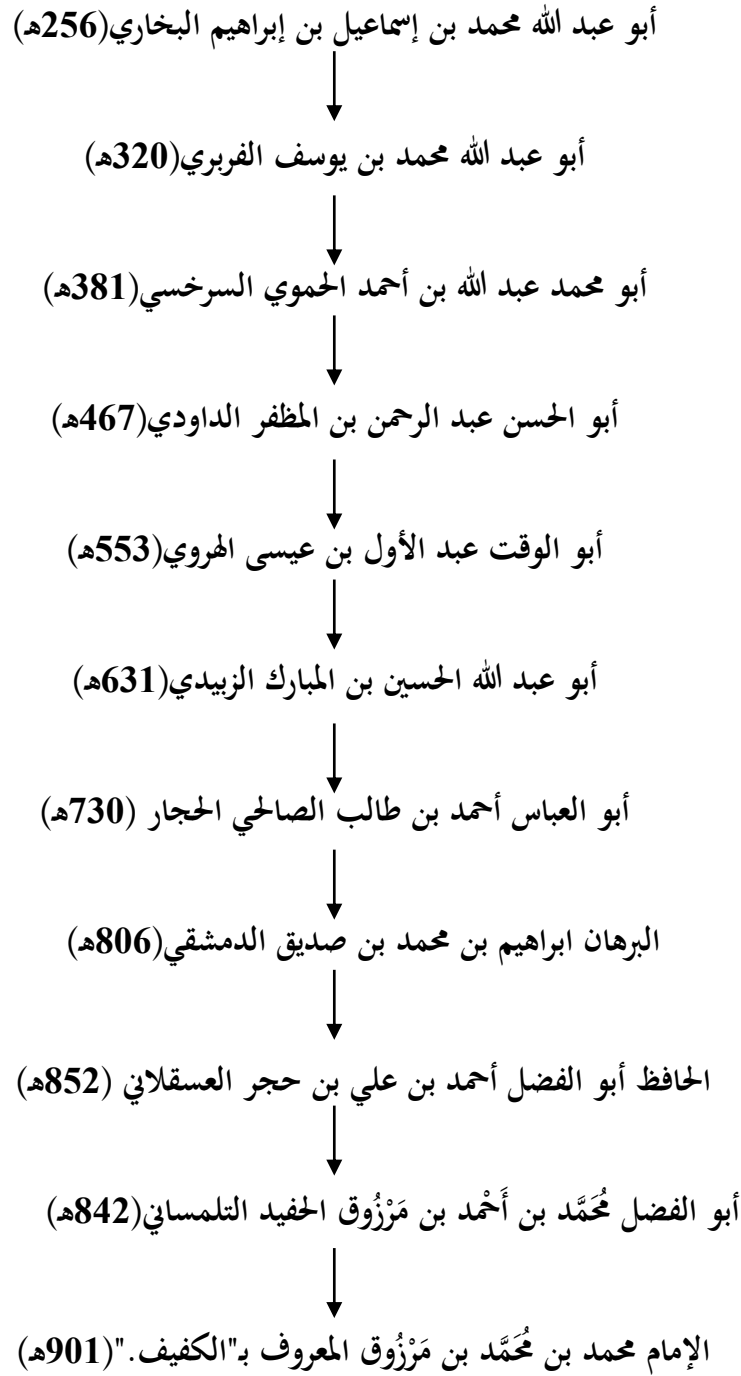 أبو عبد الله محمد بن إسماعيل بن إبراهيم البخاري(256هـ)
أبو عبد الله محمد بن يوسف الفربري(320هـ)
أبو محمد عبد الله بن أحمد الحموي السرخسي(381هـ)
أبو الحسن عبد الرحمن بن المظفر الداودي(467هـ)
أبو الوقت عبد الأول بن عيسى الهروي(553هـ)
أبو عبد الله الحسين بن المبارك الزبيدي(631هـ)
أبو العباس أحمد بن طالب الصالحي الحجار (730هـ)
البرهان ابراهيم بن محمد بن صديق الدمشقي(806هـ)
الحافظ أبو الفضل أحمد بن علي بن حجر العسقلاني (852هـ)
أبو الفضل مُحَمَّد بن أَحْمد بن مَرْزُوق الحفيد التلمساني(842هـ)
الإمام محمد بن مُحَمَّد بن مَرْزُوق المعروف بـ"الكفيف."(901هـ)